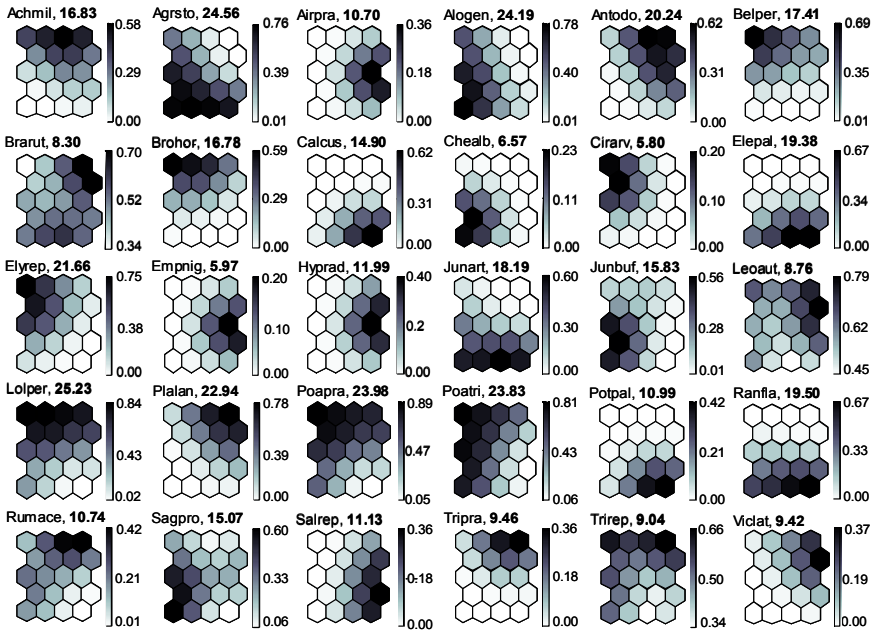 Achmil, 16.83 Agrsto, 24.56 Airpra, 10.70 Alogen, 24.19 Antodo, 20.24 Belper, 17.41
0.58 0.76 0.36 0.78 0.62 0.69
0.29 0.39 0.18 0.40 0.31 0.35
0.00 0.01 0.00 0.01 0.00 0.01
Brarut, 8.30 Brohor, 16.78 Calcus, 14.90 Chealb, 6.57 Cirarv, 5.80 Elepal, 19.38
0.70 0.59 0.62 0.23 0.20 0.67
0.52 0.29 0.31 0.11 0.10 0.34
0.34 0.00 0.00 0.00 0.00 0.00
Elyrep, 21.66 Empnig, 5.97 Hyprad, 11.99 Junart, 18.19 Junbuf, 15.83 Leoaut, 8.76
0.75 0.20 0.40 0.60 0.56 0.79
0.38 0.10 0.2 0.30 0.28 0.62
0.00 0.00 0.00 0.00 0.01 0.45
Lolper, 25.23 Plalan, 22.94 Poapra, 23.98 Poatri, 23.83 Potpal, 10.99 Ranfla, 19.50
0.84 0.78 0.89 0.81 0.42 0.67
0.43 0.39 0.47 0.43 0.21 0.34
0.02 0.00 0.05 0.06 0.00 0.00
Rumace, 10.74 Sagpro, 15.07 Salrep, 11.13 Tripra, 9.46 Trirep, 9.04 Viclat, 9.42
0.42 0.60 0.36 0.36 0.66 0.37
0.21 0.33 0.18 0.18 0.50 0.19
0.01 0.06 0.00 0.00 0.34 0.00